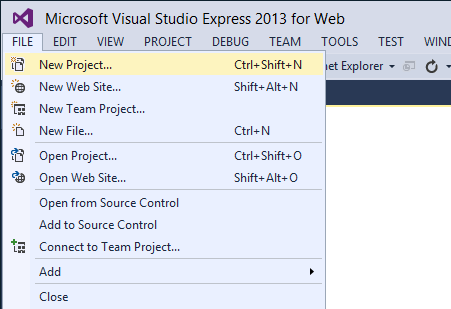 Microsoft Visual Studio Express 2013 for Web
FILE EDIT VIEW PROJECT DEBUG TEAM TOOLS TEST WIND
New Project... Ctrl+Shift+N
net Explorer
New Web Site... Shift+Alt+N
New Team Project...
New File... Ctrl+N
Open Project... Ctrl+Shift+O
Open Web Site... Shift+Alt+O
Open from Source Control
Add to Source Control
Connect to Team Project...
Add
Close